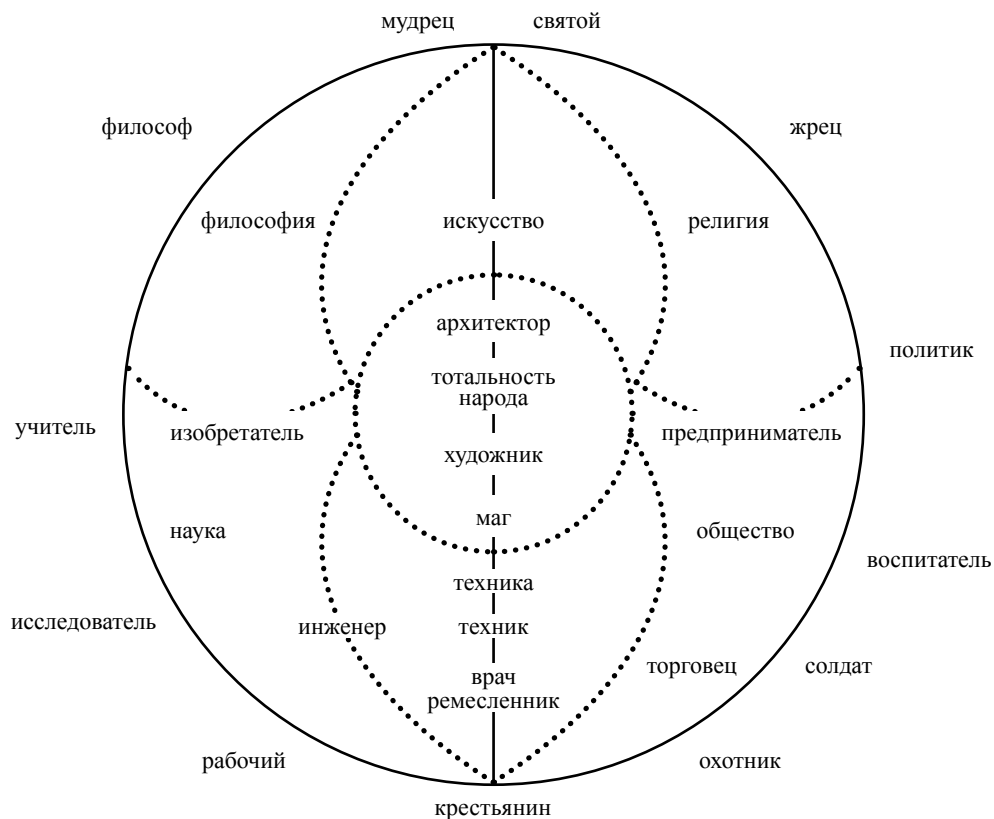 мудрец
святой
философ
жрец
философия
искусство
религия
архитектор
политик
тотальность
народа
учитель
изобретатель
предприниматель
художник
маг
наука
общество
воспитатель
техника
исследователь
инженер
техник
торговец
солдат
врач
ремесленник
рабочий
охотник
крестьянин